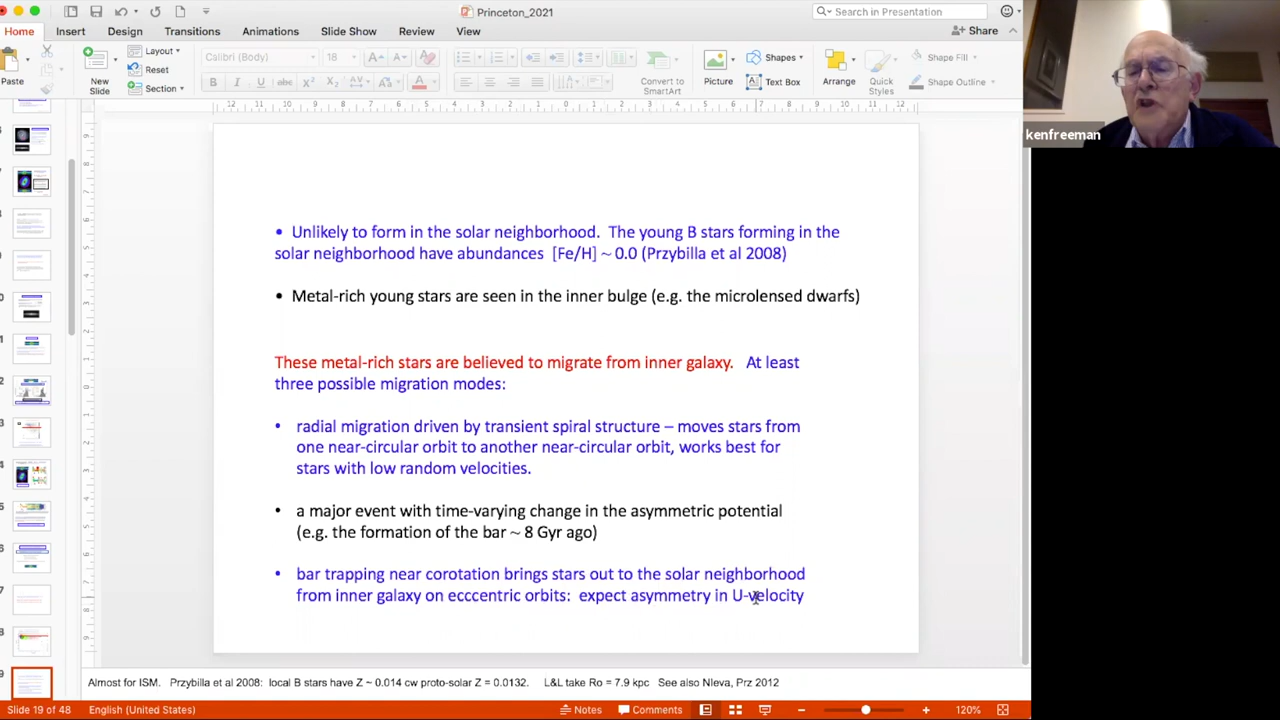 Princeton_2021
Search in Presentation
Home Insert Design Transitions Animations Slide Show Review View
Share
Paste
New
Slide
Layout
Reset
Section
Calibri (Body) 18
B I U abc
Convert to
SmartArt
Picture
Shapes
Text Box
Arrange
Quick
Styles
Shape Fill
Shape Outline
kenfreeman
• Unlikely to form in the solar neighborhood. The young B stars forming in the
solar neighborhood have abundances [Fe/H] ~ 0.0 (Przybilla et al 2008)
• Metal-rich young stars are seen in the inner bulge (e.g. the microlensed dwarfs)
These metal-rich stars are believed to migrate from inner galaxy. At least
three possible migration modes:
• radial migration driven by transient spiral structure – moves stars from
one near-circular orbit to another near-circular orbit, works best for
stars with low random velocities.
• a major event with time-varying change in the asymmetric potential
(e.g. the formation of the bar ~ 8 Gyr ago)
• bar trapping near corotation brings stars out to the solar neighborhood
from inner galaxy on ecccentric orbits: expect asymmetry in U-velocity
Almost for ISM. Przybilla et al 2008: local B stars have Z ~ 0.014 cw proto-solar Z = 0.0132. L&L take Ro = 7.9 kpc See also Nieva, Prz 2012
Slide 19 of 48 English (United States) Notes Comments 120%